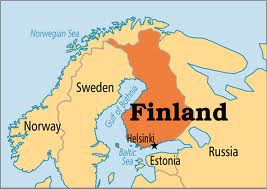 Norwegian Sea
Sweden
Gulf of Bothnia
Finland
Norway
Helsinki
Russia
Baltic
Sea
Estonia